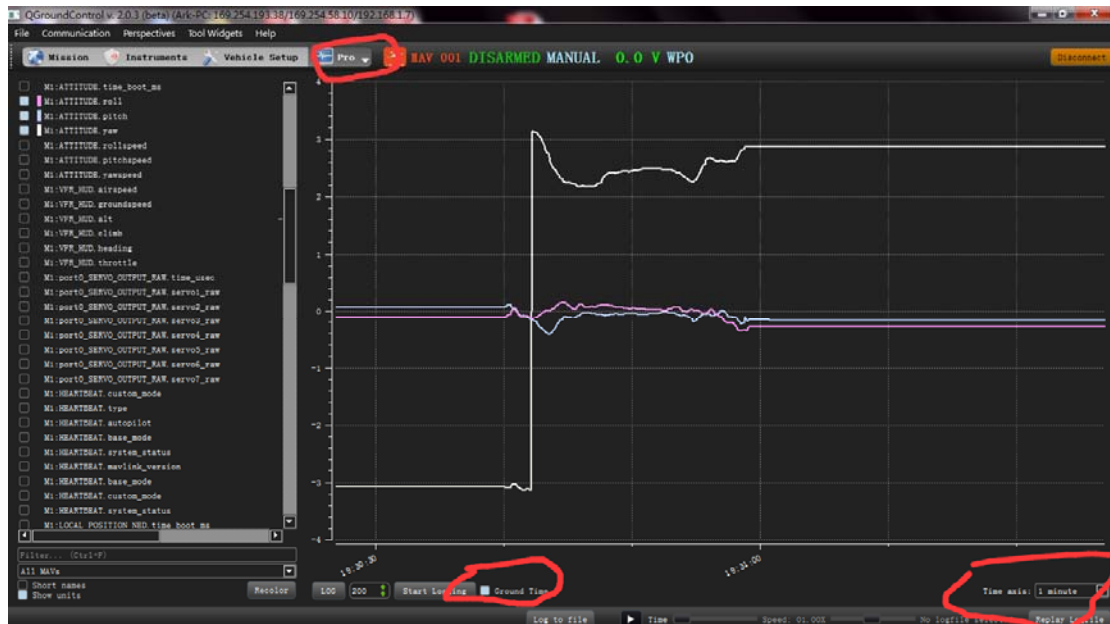 QGroundControl v. 2.0.3 (beta) (Ark-PC: 169.254.193.38/169.254.58.10/192.168.1.7)
File Communication Perspectives Tool Widgets Help
Mission Instruments Vehicle Setup Pro MAV 001 DISARMED MANUAL 0.0 V WPO Disconnect
M1:ATTITUDE.time_boot_ms
M1:ATTITUDE.roll
M1:ATTITUDE.pitch
M1:ATTITUDE.yaw
M1:ATTITUDE.rollspeed
M1:ATTITUDE.pitchspeed
M1:ATTITUDE.yawspeed
M1:VFR_HUD.airspeed
M1:VFR_HUD.groundspeed
M1:VFR_HUD.alt
M1:VFR_HUD.climb
M1:VFR_HUD.heading
M1:VFR_HUD.throttle
M1:port0_SERVO_OUTPUT_RAW.time_usec
M1:port0_SERVO_OUTPUT_RAW.servo1_raw
M1:port0_SERVO_OUTPUT_RAW.servo2_raw
M1:port0_SERVO_OUTPUT_RAW.servo3_raw
M1:port0_SERVO_OUTPUT_RAW.servo4_raw
M1:port0_SERVO_OUTPUT_RAW.servo5_raw
M1:port0_SERVO_OUTPUT_RAW.servo6_raw
M1:port0_SERVO_OUTPUT_RAW.servo7_raw
M1:HEARTBEAT.custom_mode
M1:HEARTBEAT.type
M1:HEARTBEAT.autopilot
M1:HEARTBEAT.base_mode
M1:HEARTBEAT.system_status
M1:HEARTBEAT.mavlink_version
M1:HEARTBEAT.base_mode
M1:HEARTBEAT.custom_mode
M1:HEARTBEAT.system_status
M1:LOCAL_POSITION_NED.time_boot_ms
Filter... (Ctrl+F)
All MAVs
Short names
Show units
Recolor
4
3
2
1
0
-1
-2
-3
-4
19:30:30
19:31:00
LOG 200 Start Logging Ground Time Time axis: 1 minute
Log to file Time Speed: 01.00X No logfile selected Replay Logfile